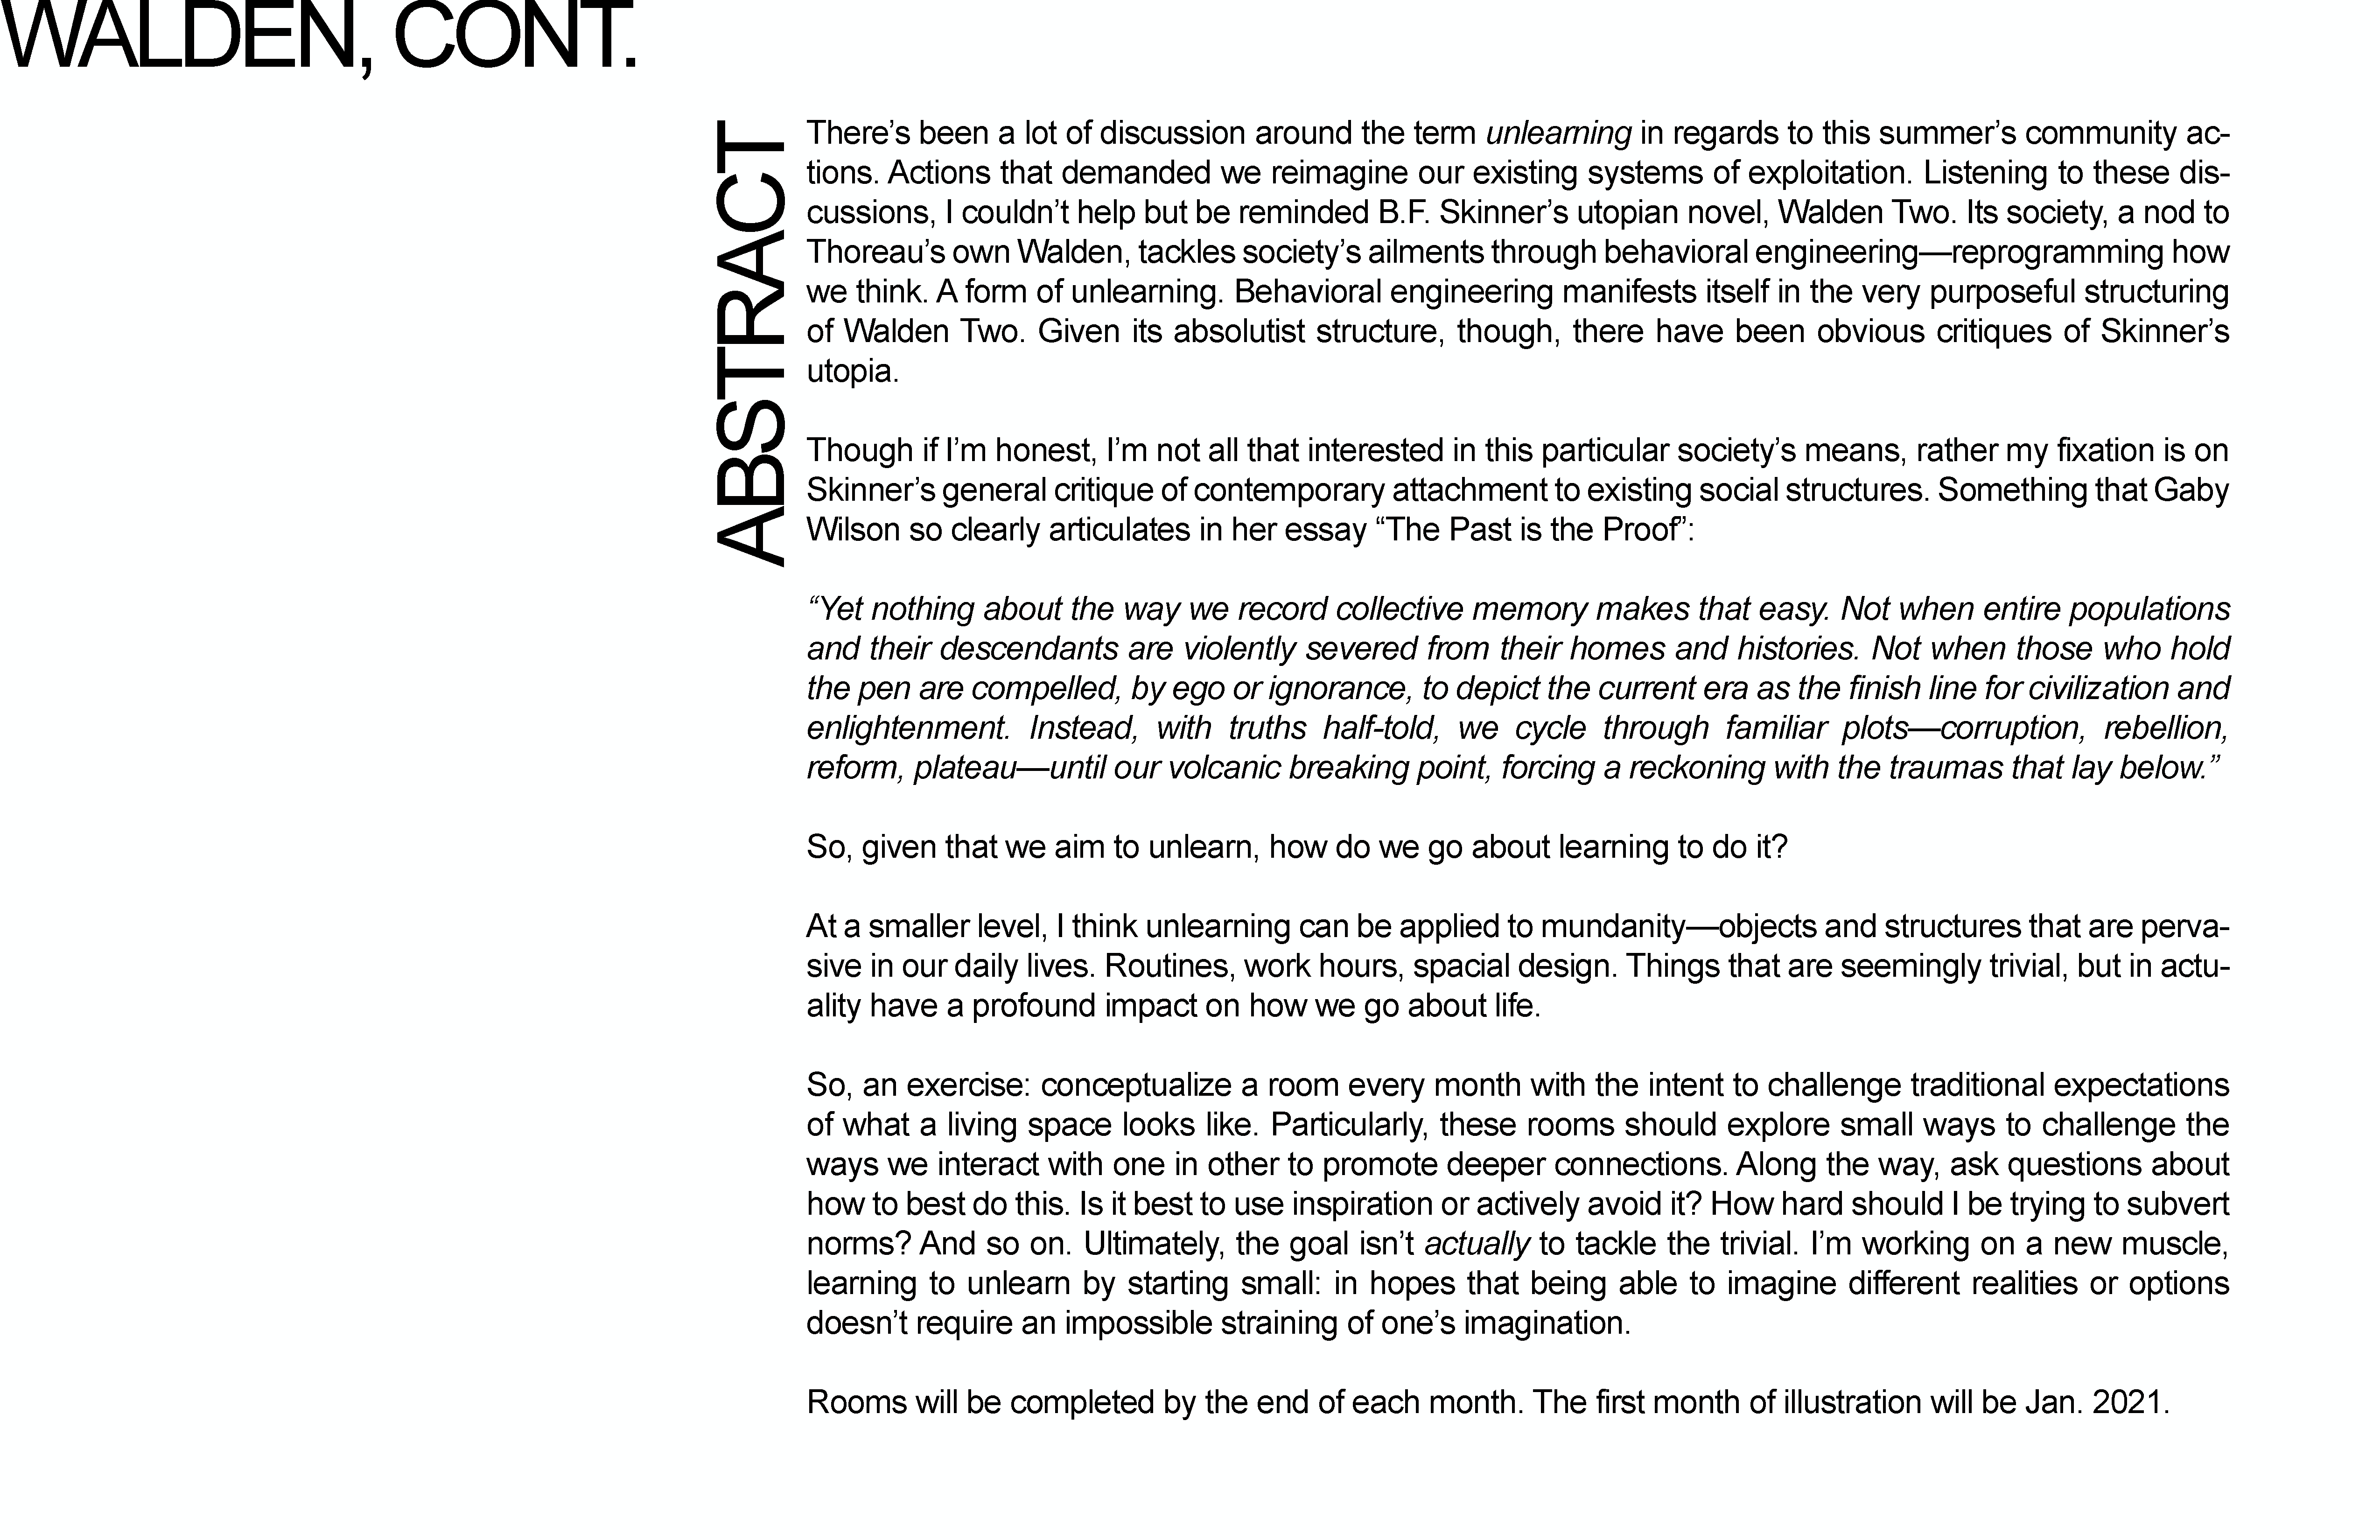 WALDEN, CONT.
ABSTRACT
There’s been a lot of discussion around the term unlearning in regards to this summer’s community ac-
tions. Actions that demanded we reimagine our existing systems of exploitation. Listening to these dis-
cussions, I couldn’t help but be reminded B.F. Skinner’s utopian novel, Walden Two. Its society, a nod to
Thoreau’s own Walden, tackles society’s ailments through behavioral engineering—reprogramming how
we think. A form of unlearning. Behavioral engineering manifests itself in the very purposeful structuring
of Walden Two. Given its absolutist structure, though, there have been obvious critiques of Skinner’s
utopia.
Though if I’m honest, I’m not all that interested in this particular society’s means, rather my fixation is on
Skinner’s general critique of contemporary attachment to existing social structures. Something that Gaby
Wilson so clearly articulates in her essay “The Past is the Proof”:
“Yet nothing about the way we record collective memory makes that easy. Not when entire populations
and their descendants are violently severed from their homes and histories. Not when those who hold
the pen are compelled, by ego or ignorance, to depict the current era as the finish line for civilization and
enlightenment. Instead, with truths half-told, we cycle through familiar plots—corruption, rebellion,
reform, plateau—until our volcanic breaking point, forcing a reckoning with the traumas that lay below.”
So, given that we aim to unlearn, how do we go about learning to do it?
At a smaller level, I think unlearning can be applied to mundanity—objects and structures that are perva-
sive in our daily lives. Routines, work hours, spacial design. Things that are seemingly trivial, but in actu-
ality have a profound impact on how we go about life.
So, an exercise: conceptualize a room every month with the intent to challenge traditional expectations
of what a living space looks like. Particularly, these rooms should explore small ways to challenge the
ways we interact with one in other to promote deeper connections. Along the way, ask questions about
how to best do this. Is it best to use inspiration or actively avoid it? How hard should I be trying to subvert
norms? And so on. Ultimately, the goal isn’t actually to tackle the trivial. I’m working on a new muscle,
learning to unlearn by starting small: in hopes that being able to imagine different realities or options
doesn’t require an impossible straining of one’s imagination.
Rooms will be completed by the end of each month. The first month of illustration will be Jan. 2021.